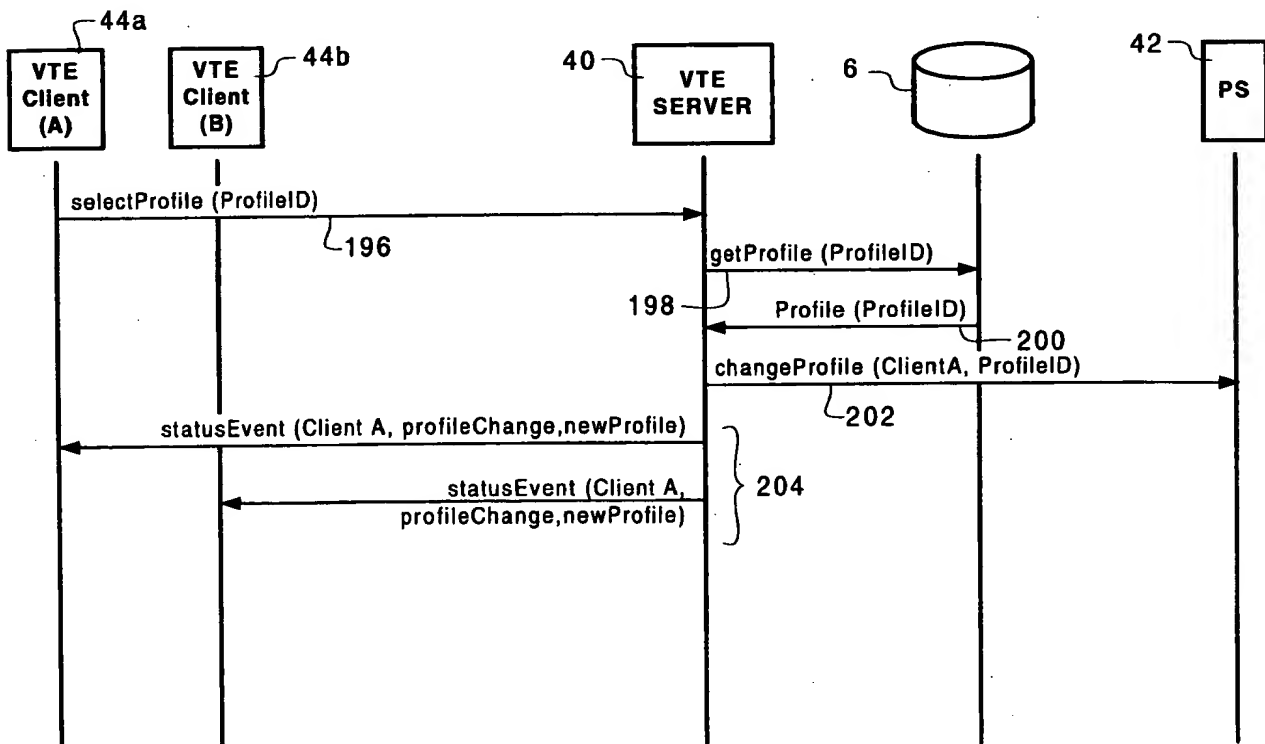 44a
44b
40
6
42
VTE
Client
(A)
VTE
Client
(B)
VTE
SERVER
PS
selectProfile (ProfileID)
196
getProfile (ProfileID)
198
Profile (ProfileID)
200
changeProfile (ClientA, ProfileID)
202
statusEvent (Client A, profileChange,newProfile)
statusEvent (Client A,
profileChange,newProfile)
204